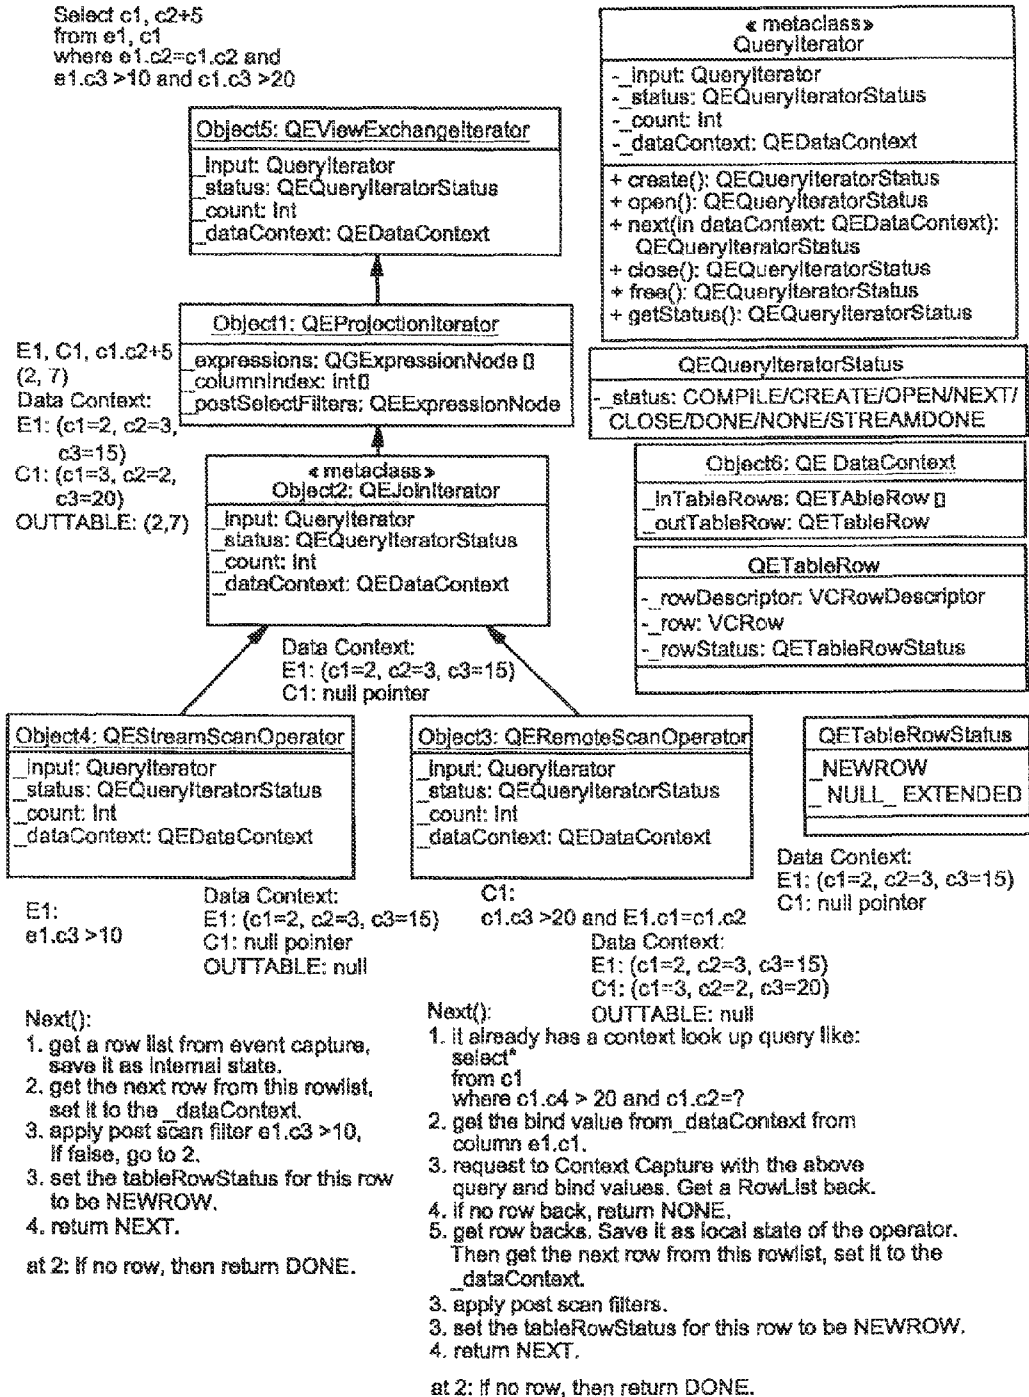 Select c1, c2+5
from e1, c1
where e1.c2=c1.c2 and
e1.c3 >10 and c1.c3 >20
Object5: QEViewExchangeIterator
_Input: QueryIterator
_status: QEQueryIteratorStatus
_count: Int
_dataContext: QEDataContext
Object1: QEProjectionIterator
_expressions: QGExpressionNode []
_columnIndex: int[]
_postSelectFilters: QEExpressionNode
E1, C1, c1.c2+5
(2, 7)
Data Context:
E1: (c1=2, c2=3,
c3=15)
C1: (c1=3, c2=2,
c3=20)
OUTTABLE: (2,7)
« metaclass »
Object2: QEJoinIterator
_Input: QueryIterator
_status: QEQueryIteratorStatus
_count: Int
_dataContext: QEDataContext
Data Context:
E1: (c1=2, c2=3, c3=15)
C1: null pointer
« metaclass»
QueryIterator
-_Input: QueryIterator
-_status: QEQueryIteratorStatus
-_count: Int
-_dataContext: QEDataContext
+ create(): QEQueryIteratorStatus
+ open(): QEQueryIteratorStatus
+ next(in dataContext: QEDataContext):
QEQueryIteratorStatus
+ close(): QEQueryIteratorStatus
+ free(): QEQueryIteratorStatus
+ getStatus(): QEQueryIteratorStatus
QEQueryIteratorStatus
-_status: COMPILE/CREATE/OPEN/NEXT/
CLOSE/DONE/NONE/STREAMDONE
Object6: QE DataContext
_InTableRows: QETAbleRow []
_outTableRow: QETableRow
QETableRow
-_rowDescriptor: VCRowDescriptor
-_row: VCRow
-_rowStatus: QETableRowStatus
Object4: QEStreamScanOperator
_Input: QueryIterator
_status: QEQueryIteratorStatus
_count: Int
_dataContext: QEDataContext
Object3: QERemoteScanOperator
_Input: QueryIterator
_status: QEQueryIteratorStatus
_count: Int
_dataContext: QEDataContext
QETableRowStatus
_NEWROW
_NULL_ EXTENDED
Data Context:
E1: (c1=2, c2=3, c3=15)
C1: null pointer
E1:
e1.c3 >10
Data Context:
E1: (c1=2, c2=3, c3=15)
C1: null pointer
OUTTABLE: null
C1:
c1.c3 >20 and E1.c1=c1.c2
Data Context:
E1: (c1=2, c2=3, c3=15)
C1: (c1=3, c2=2, c3=20)
OUTTABLE: null
Next():
1. get a row list from event capture,
save it as internal state.
2. get the next row from this rowlist,
set it to the _dataContext.
3. apply post scan filter e1.c3 >10,
If false, go to 2.
3. set the tableRowStatus for this row
to be NEWROW.
4. return NEXT.
at 2: If no row, then return DONE.
Next():
1. it already has a context look up query like:
select*
from c1
where c1.c4 > 20 and c1.c2=?
2. get the bind value from_dataContext from
column e1.c1.
3. request to Context Capture with the above
query and bind values. Get a RowList back.
4. if no row back, return NONE.
5. get row backs. Save it as local state of the operator.
Then get the next row from this rowlist, set it to the
_dataContext.
3. apply post scan filters.
3. set the tableRowStatus for this row to be NEWROW.
4. return NEXT.
at 2: If no row, then return DONE.